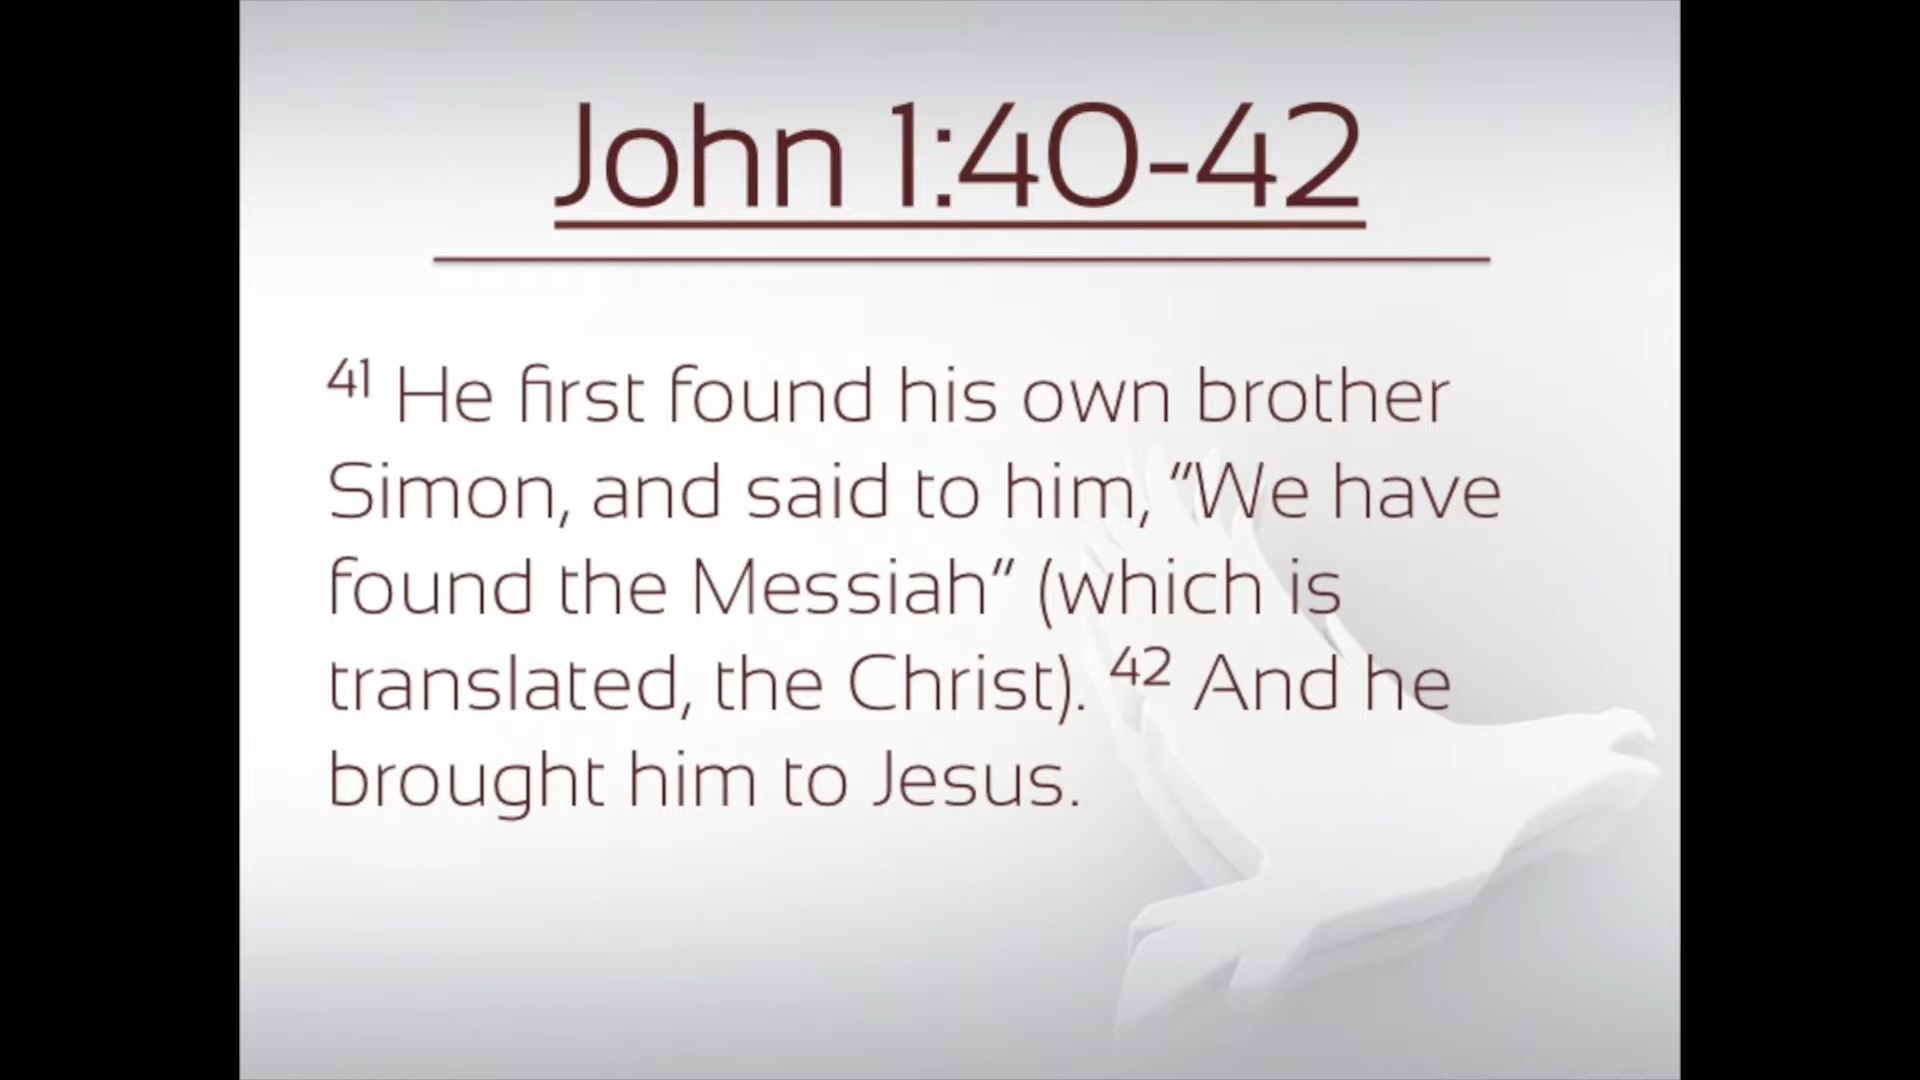 John 1:40-42
41 He first found his own brother
Simon, and said to him, “We have
found the Messiah” (which is
translated, the Christ). 42 And he
brought him to Jesus.